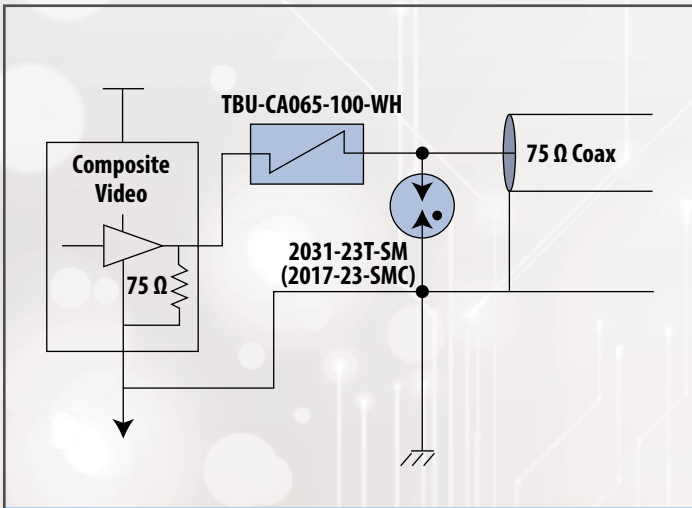 TBU-CA065-100-WH
Composite
Video
75 Ω Coax
75 Ω
2031-23T-SM
(2017-23-SMC)